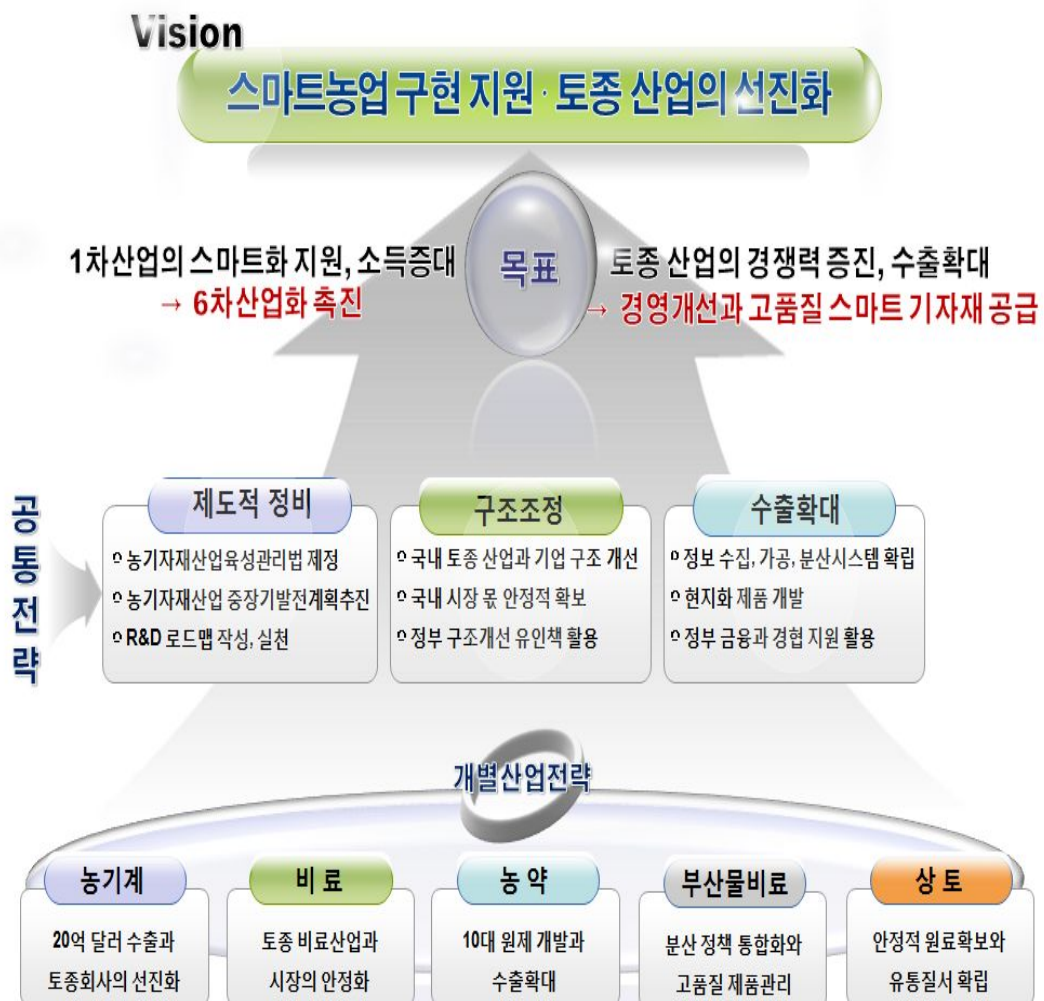 Vision
스마트농업 구현 지원 · 토종 산업의 선진화
목표
1차산업의 스마트화 지원, 소득증대
→ 6차산업화 촉진
토종 산업의 경쟁력 증진, 수출확대
→ 경영개선과 고품질 스마트 기자재 공급
공통전략
제도적 정비
농기자재산업육성관리법 제정
농기자재산업 중장기발전계획추진
R&D 로드맵 작성, 실천
구조조정
국내 토종 산업과 기업 구조 개선
국내 시장 몫 안정적 확보
정부 구조개선 유인책 활용
수출확대
정보 수집, 가공, 분산시스템 확립
현지화 제품 개발
정부 금융과 경협 지원 활용
개별산업전략
농기계
20억 달러 수출과
토종회사의 선진화
비 료
토종 비료산업과
시장의 안정화
농 약
10대 원제 개발과
수출확대
부산물비료
분산 정책 통합화와
고품질 제품관리
상 토
안정적 원료확보와
유통질서 확립